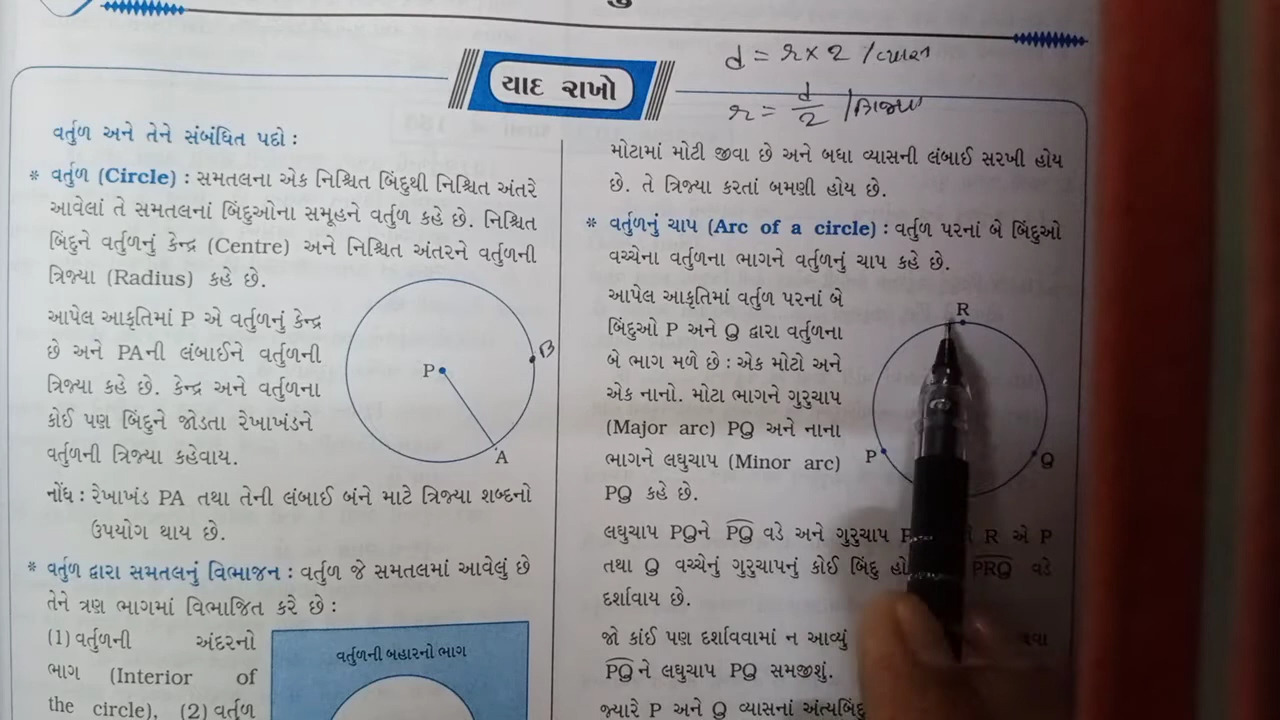 d = r x 2 / વ્યાસ
યાદ રાખો
r = d/2 / ત્રિજ્યા
વર્તુળ અને તેને સંબંધિત પદો :
* વર્તુળ (Circle) : સમતલના એક નિશ્ચિત બિંદુથી નિશ્ચિત અંતરે
આવેલાં તે સમતલનાં બિંદુઓના સમૂહને વર્તુળ કહે છે. નિશ્ચિત
બિંદુને વર્તુળનું કેન્દ્ર (Centre) અને નિશ્ચિત અંતરને વર્તુળની
ત્રિજ્યા (Radius) કહે છે.
આપેલ આકૃતિમાં P એ વર્તુળનું કેન્દ્ર
છે અને PAની લંબાઈને વર્તુળની
ત્રિજ્યા કહે છે. કેન્દ્ર અને વર્તુળના
કોઈ પણ બિંદુને જોડતા રેખાખંડને
વર્તુળની ત્રિજ્યા કહેવાય.
B
P
A
નોંધ : રેખાખંડ PA તથા તેની લંબાઈ બંને માટે ત્રિજ્યા શબ્દનો
ઉપયોગ થાય છે.
* વર્તુળ દ્વારા સમતલનું વિભાજન : વર્તુળ જે સમતલમાં આવેલું છે
તેને ત્રણ ભાગમાં વિભાજિત કરે છે :
(1) વર્તુળની અંદરનો
ભાગ (Interior of
the circle), (2) વર્તુળ
વર્તુળની બહારનો ભાગ
મોટામાં મોટી જીવા છે અને બધા વ્યાસની લંબાઈ સરખી હોય
છે. તે ત્રિજ્યા કરતાં બમણી હોય છે.
* વર્તુળનું ચાપ (Arc of a circle) : વર્તુળ પરનાં બે બિંદુઓ
વચ્ચેના વર્તુળના ભાગને વર્તુળનું ચાપ કહે છે.
આપેલ આકૃતિમાં વર્તુળ પરનાં બે
બિંદુઓ P અને Q દ્વારા વર્તુળના
બે ભાગ મળે છે : એક મોટો અને
એક નાનો. મોટા ભાગને ગુરુચાપ
(Major arc) PQ અને નાના
ભાગને લઘુચાપ (Minor arc)
PQ કહે છે.
R
P
Q
લઘુચાપ PQને P͡Q વડે અને ગુરુચાપ R એ P
તથા Q વચ્ચેનું ગુરુચાપનું કોઈ બિંદુ PRQ વડે
દર્શાવાય છે.
જો કાંઈ પણ દર્શાવવામાં ન આવ્યું
P͡Q ને લઘુચાપ PQ સમજીશું.
જ્યારે P અને Q વ્યાસનાં